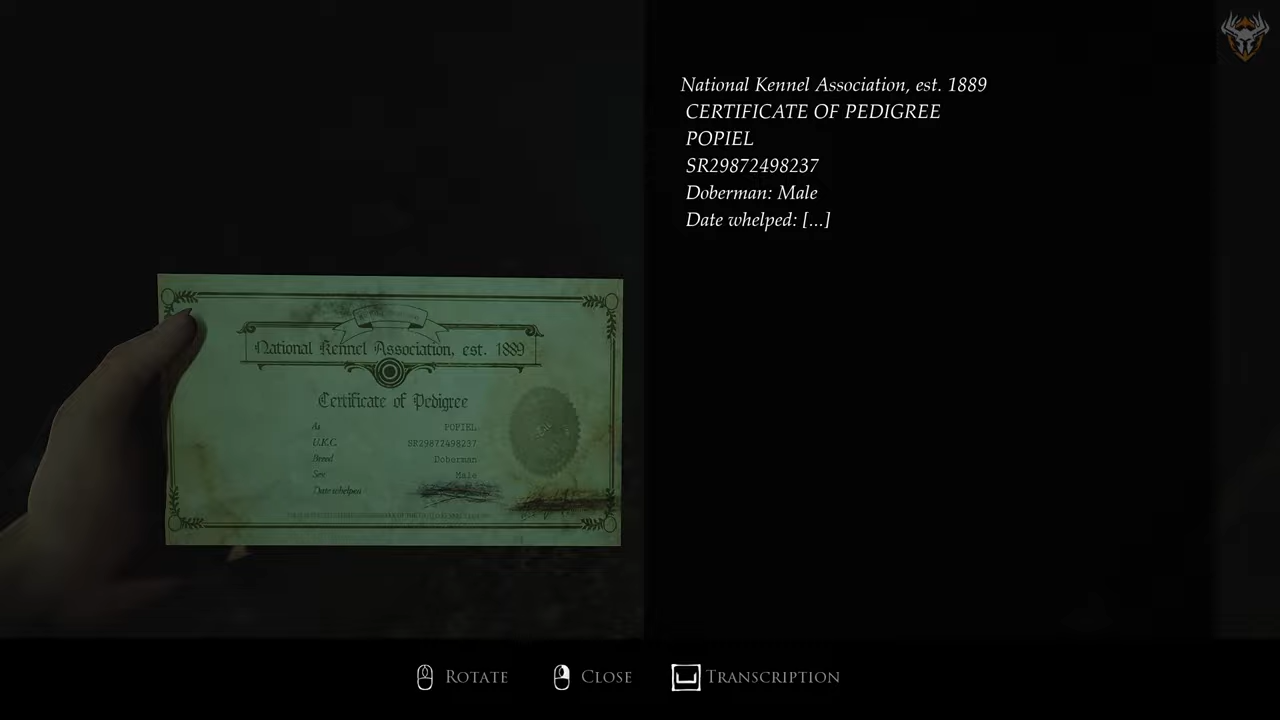 National Kennel Association, est. 1889
CERTIFICATE OF PEDIGREE
POPIEL
SR29872498237
Doberman: Male
Date whelped: [...]
National Kennel Association, est. 1889
Certificate of Pedigree
As POPIEL
U.K.C. SR29872498237
Breed Doberman
Sex Male
Date whelped
ROTATE CLOSE TRANSCRIPTION